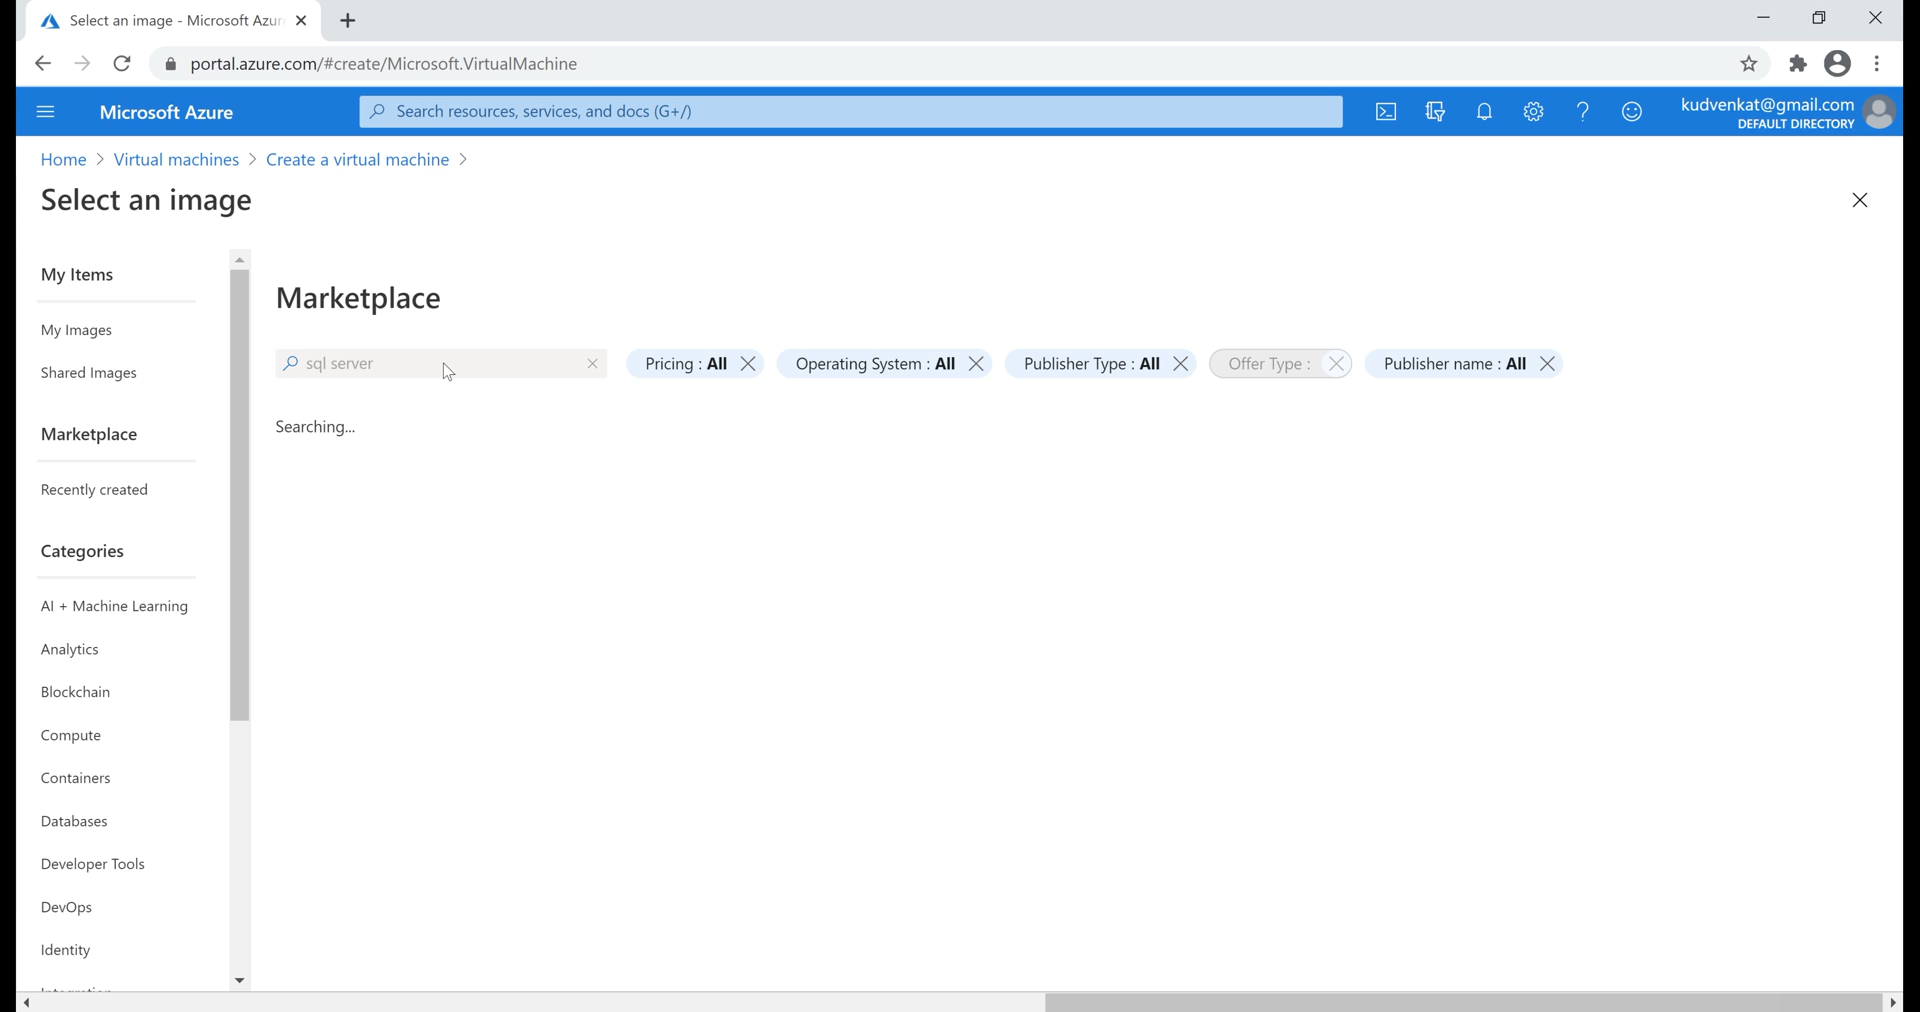 Select an image - Microsoft Azur
portal.azure.com/#create/Microsoft.VirtualMachine
Microsoft Azure
Search resources, services, and docs (G+/)
kudvenkat@gmail.com
DEFAULT DIRECTORY
Home > Virtual machines > Create a virtual machine >
Select an image
My Items
My Images
Shared Images
Marketplace
Recently created
Categories
AI + Machine Learning
Analytics
Blockchain
Compute
Containers
Databases
Developer Tools
DevOps
Identity
Marketplace
sql server
Pricing : All
Operating System : All
Publisher Type : All
Offer Type :
Publisher name : All
Searching...